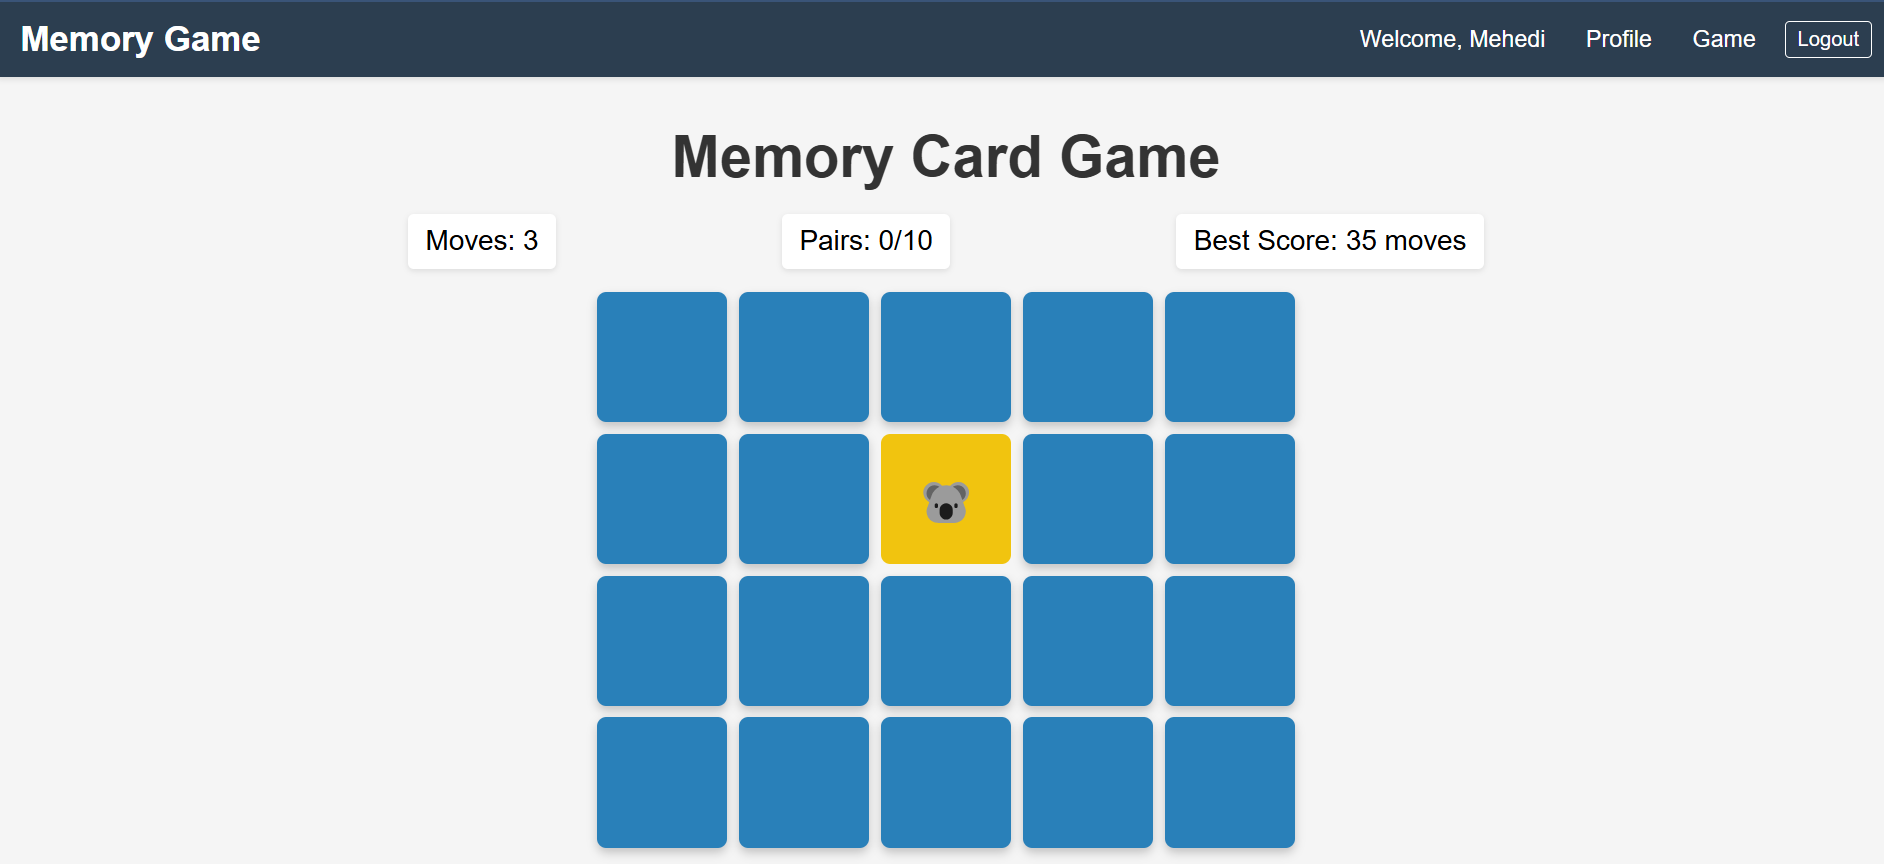 Memory Game
Welcome, Mehedi
Profile
Game
Logout
Memory Card Game
Moves: 3
Pairs: 0/10
Best Score: 35 moves